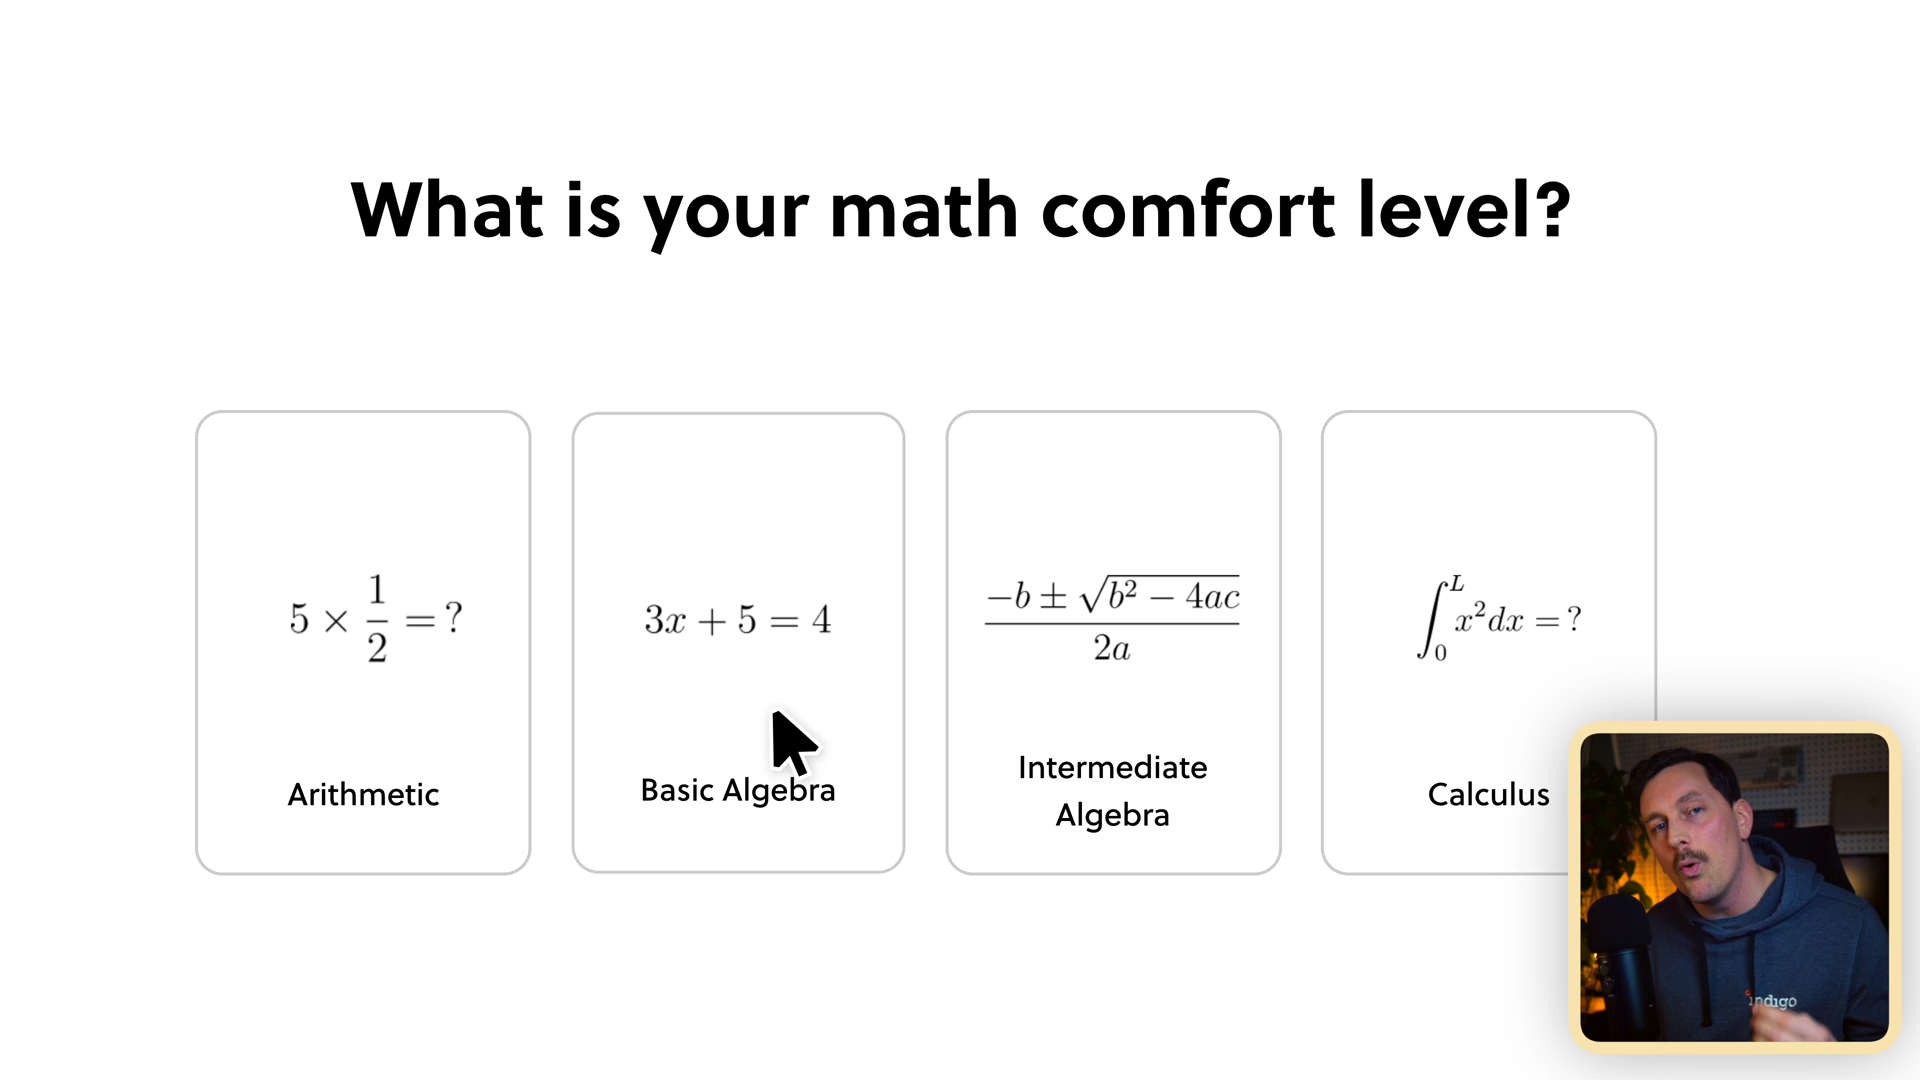 What is your math comfort level?
5 × 1/2 = ?
Arithmetic
3x + 5 = 4
Basic Algebra
(−b ± √(b² − 4ac)) / 2a
Intermediate
Algebra
∫₀ᴸ x²dx = ?
Calculus
indigo